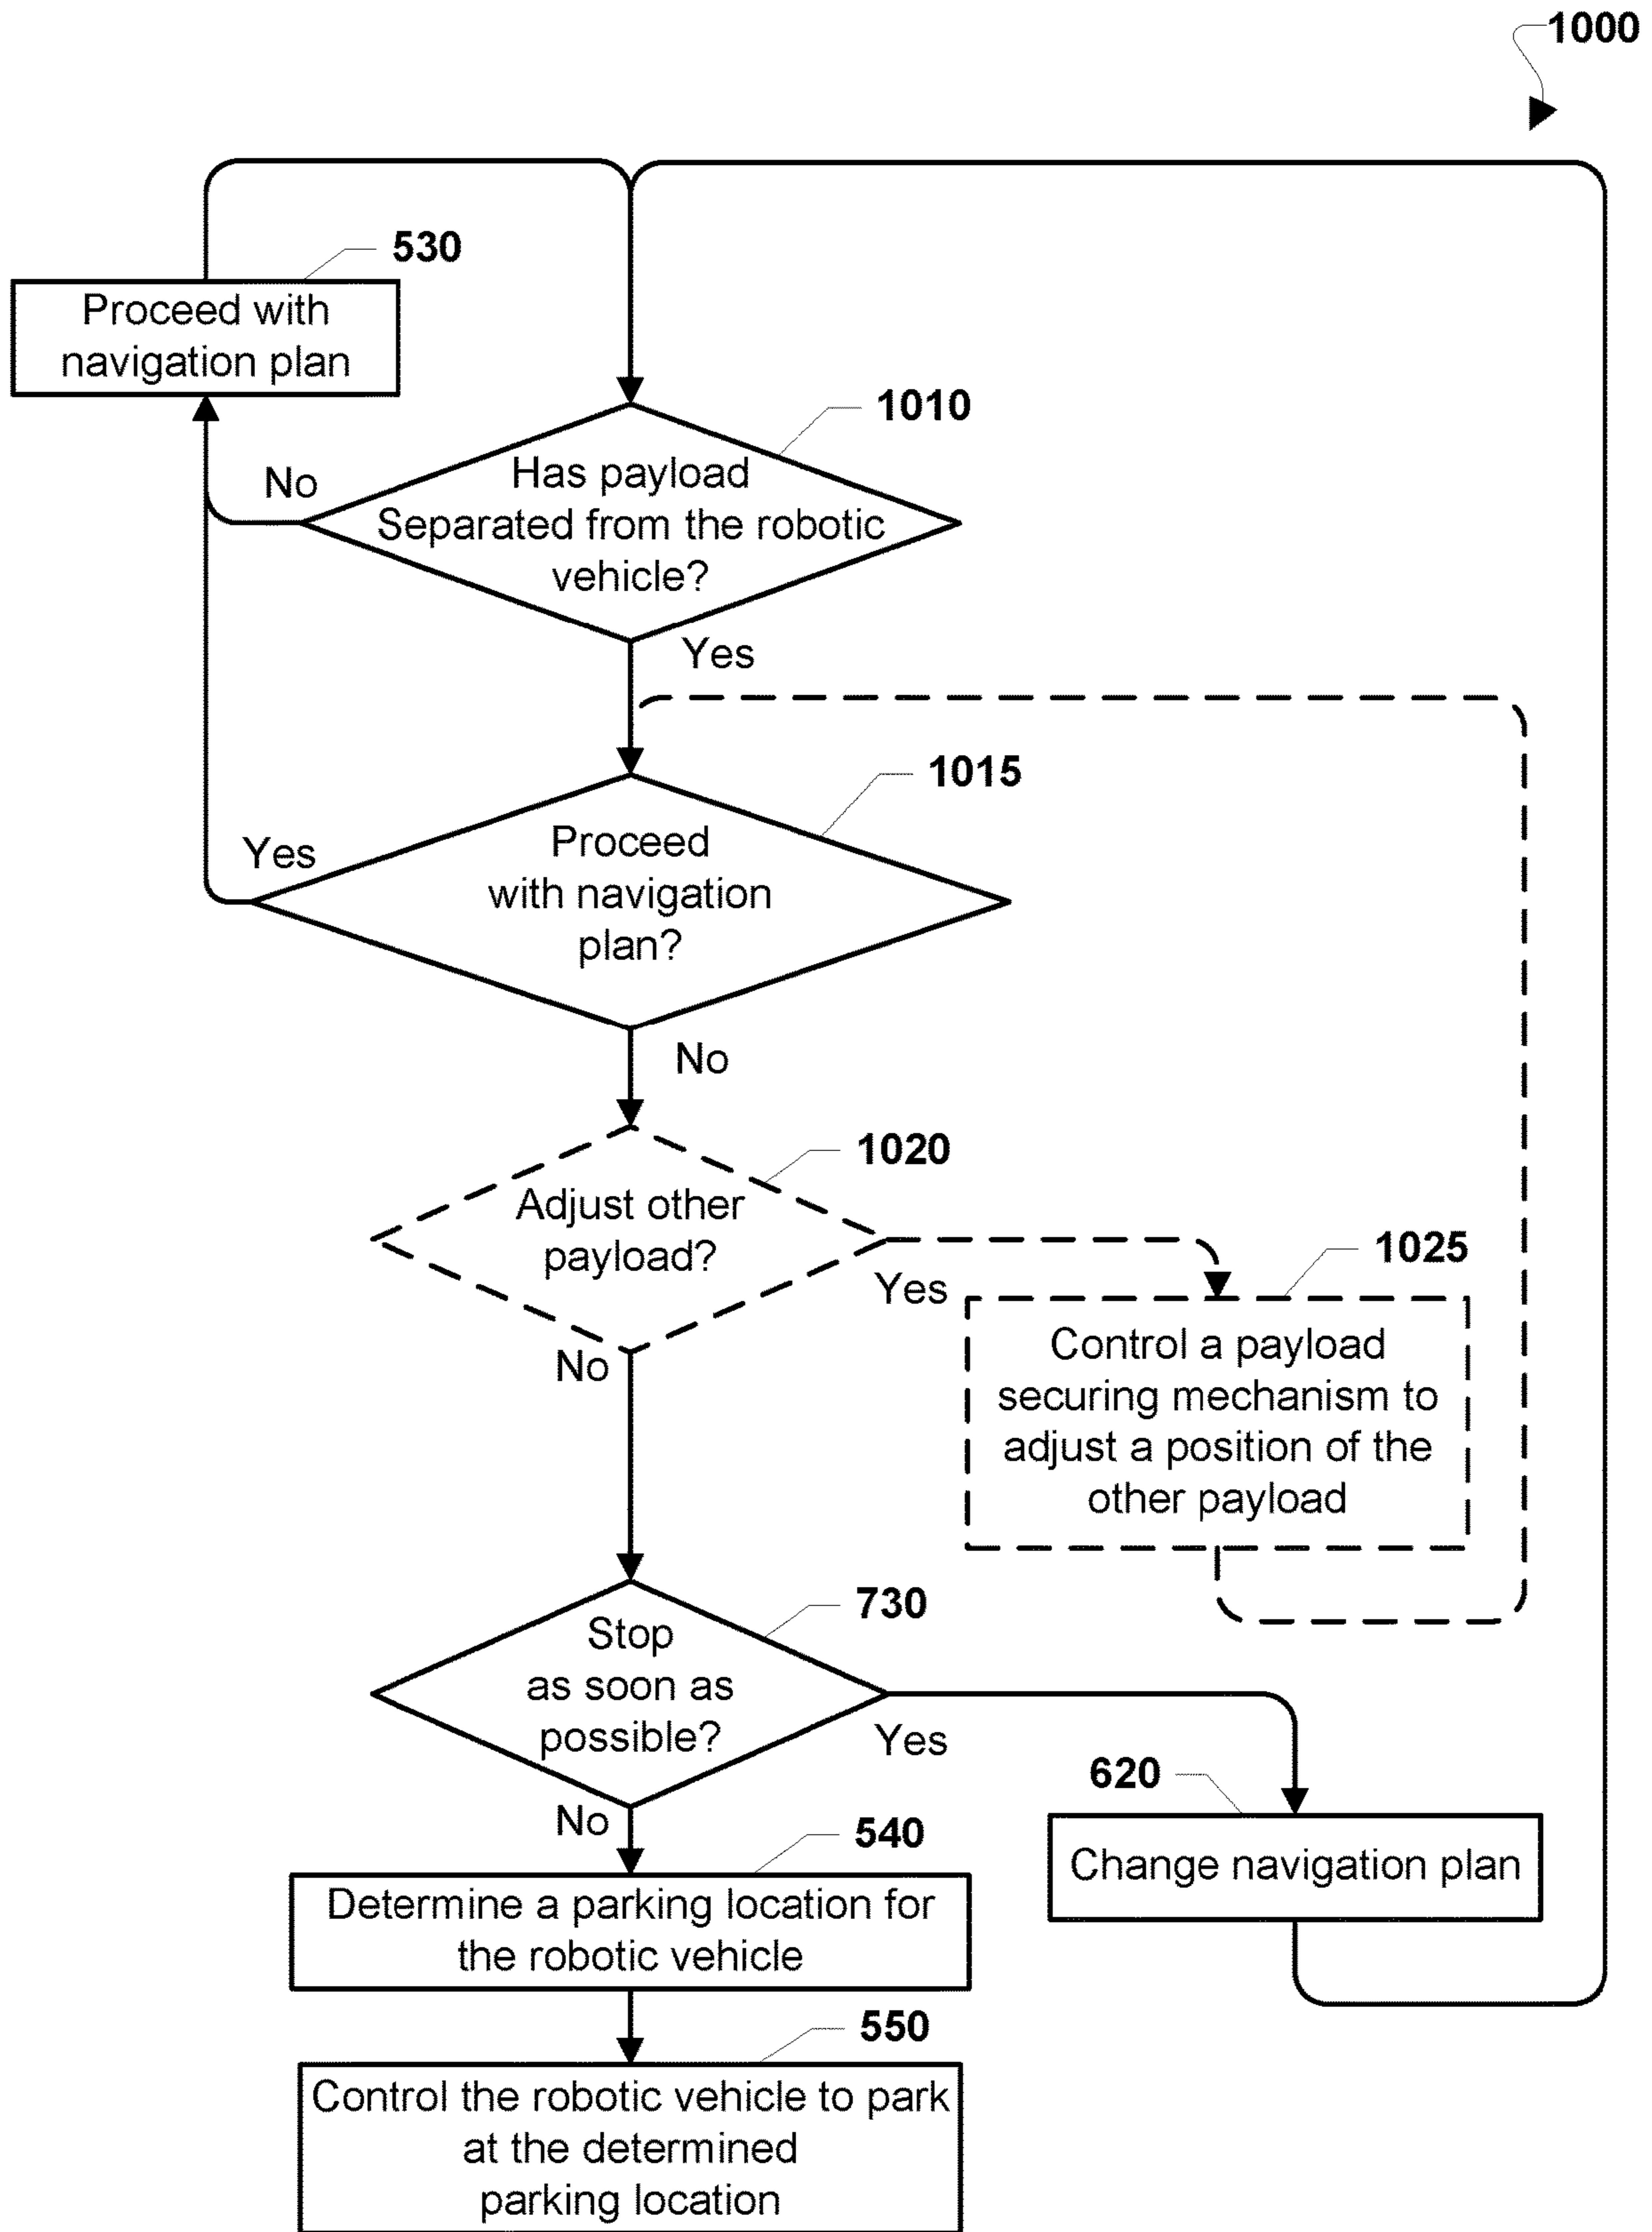 1000
530
Proceed with
navigation plan
1010
No
Has payload
Separated from the robotic
vehicle?
Yes
1015
Yes
Proceed
with navigation
plan?
No
1020
Adjust other
payload?
Yes
No
1025
Control a payload
securing mechanism to
adjust a position of the
other payload
730
Stop
as soon as
possible?
Yes
No
620
Change navigation plan
540
Determine a parking location for
the robotic vehicle
550
Control the robotic vehicle to park
at the determined
parking location